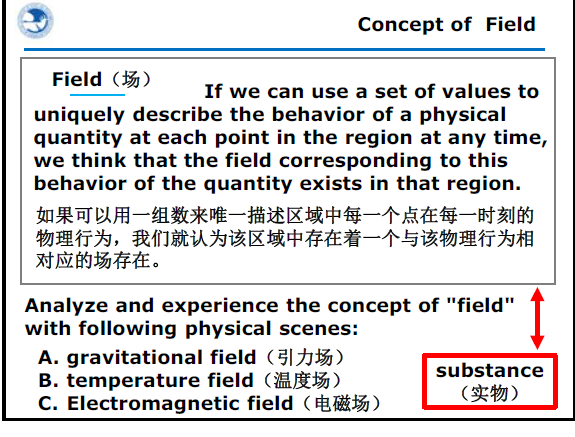 Concept of Field
Field（场）
If we can use a set of values to
uniquely describe the behavior of a physical
quantity at each point in the region at any time,
we think that the field corresponding to this
behavior of the quantity exists in that region.
如果可以用一组数来唯一描述区域中每一个点在每一时刻的
物理行为，我们就认为该区域中存在着一个与该物理行为相
对应的场存在。
Analyze and experience the concept of "field"
with following physical scenes:
A. gravitational field（引力场）
B. temperature field（温度场）
C. Electromagnetic field（电磁场）
substance
（实物）